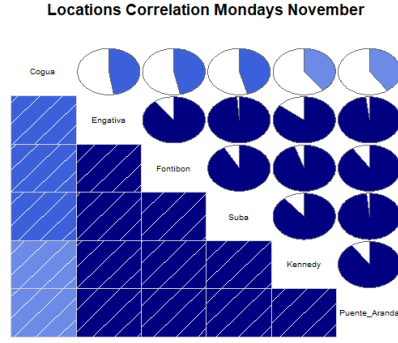 Locations Correlation Mondays November
Cogua
Engativa
Fontibon
Suba
Kennedy
Puente_Aranda